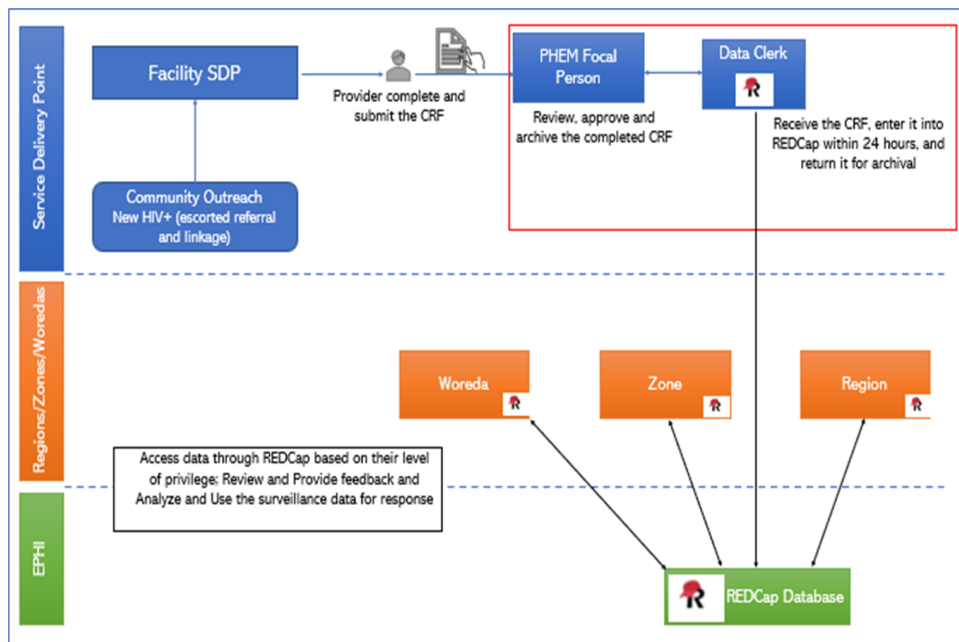 Service Delivery Point
Facility SDP
Community Outreach
New HIV+ (escorted referral
and linkage)
Provider complete and
submit the CRF
PHEM Focal
Person
Review, approve and
archive the completed CRF
Data Clerk
R
Receive the CRF, enter it into
REDCap within 24 hours, and
return it for archival
Regions/Zones/Woredas
Woreda
R
Zone
R
Region
R
Access data through REDCap based on their level
of privilege; Review and Provide feedback and
Analyze and Use the surveillance data for response
EPHI
R
REDCap Database